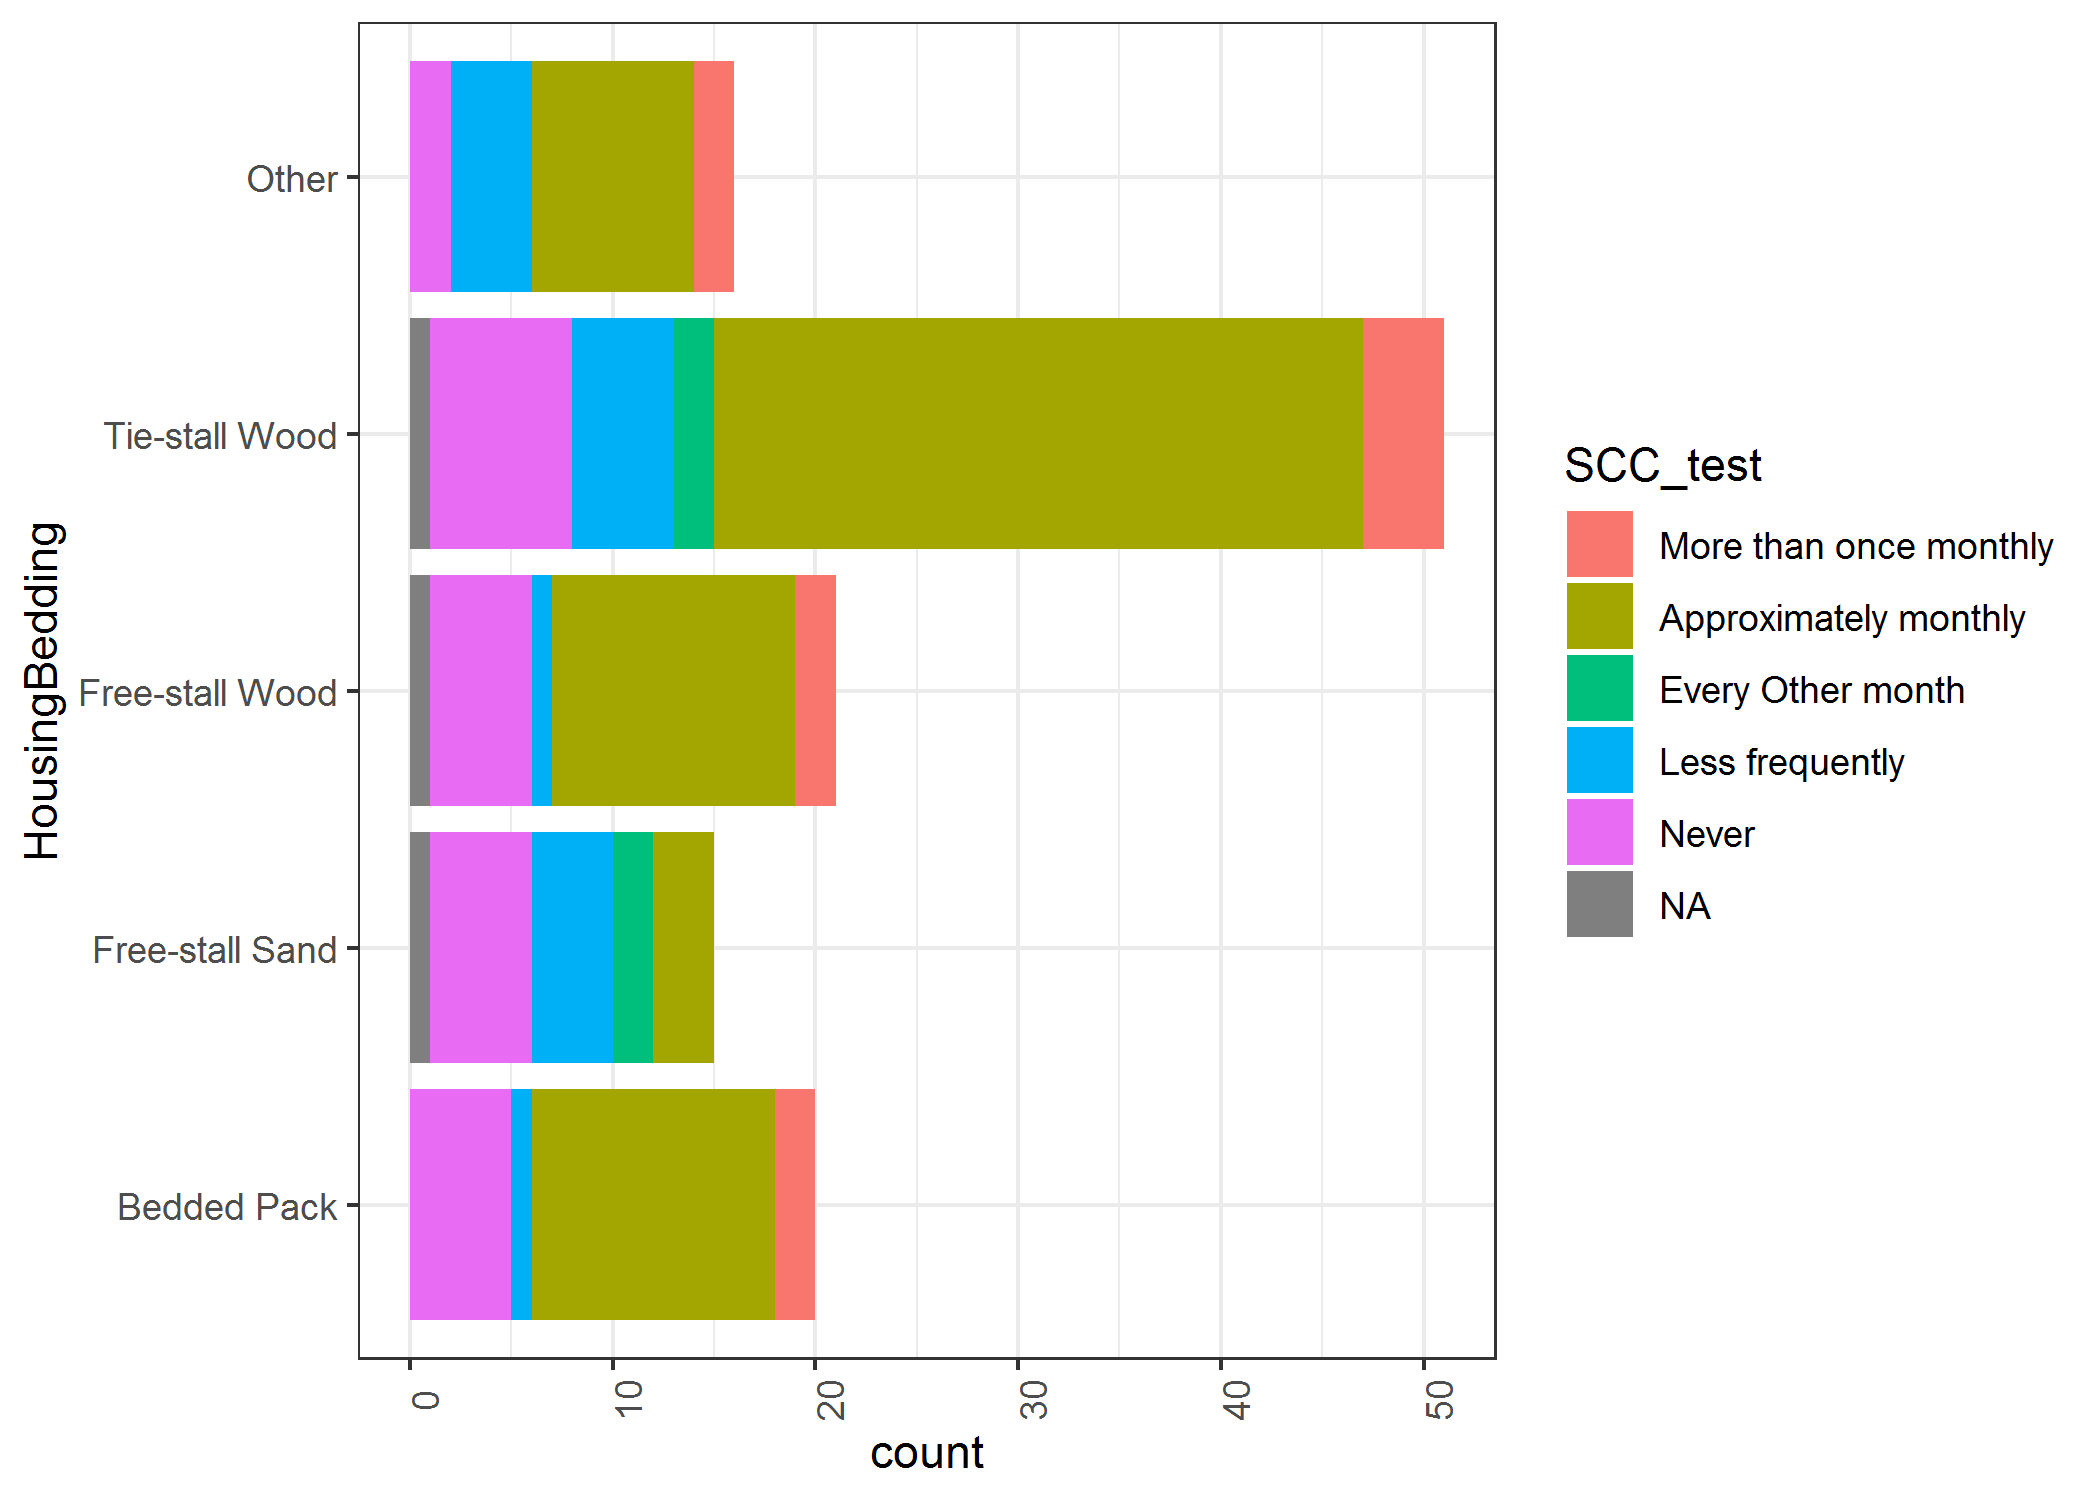 HousingBedding
Other
Tie-stall Wood
Free-stall Wood
Free-stall Sand
Bedded Pack
0
10
20
30
40
50
count
SCC_test
More than once monthly
Approximately monthly
Every Other month
Less frequently
Never
NA